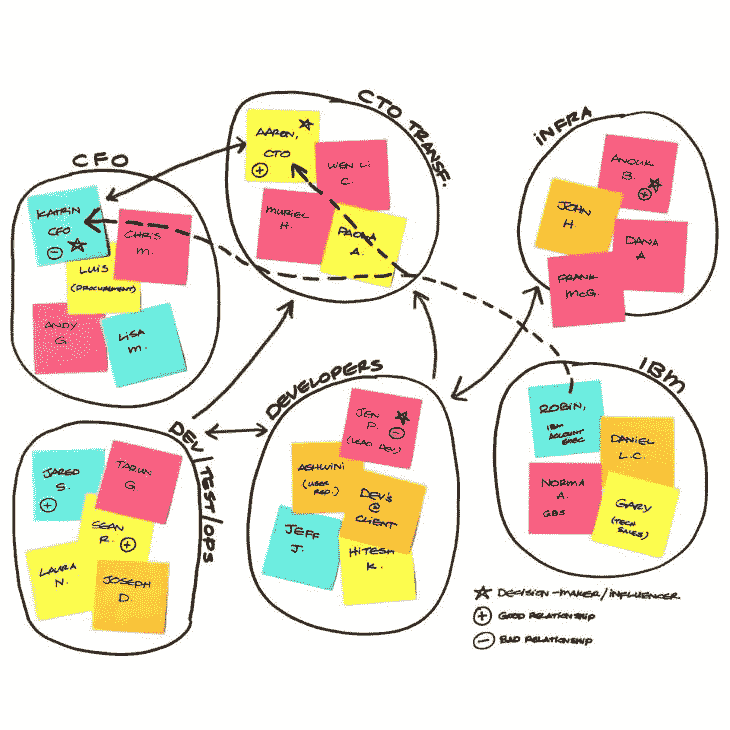 CFO
KATRIN
CFO
CHRIS
M.
LUIS
(PROCUREMENT)
ANDY
G.
LISA
M.
CTO TRANSF.
AARON,
CTO
WEN LI
C.
MURIEL
H.
PAOLA
A.
INFRA
ANOUK
B.
JOHN
H.
DANA
A
FRANK
McG.
DEV/TEST/OPS
JARED
S.
TARUN
G
SEAN
R.
LAURA
N.
JOSEPH
D.
DEVELOPERS
JEN
P.
(LEAD DEV)
ASHWINI
(USER
REP.)
DEV'S
@
CLIENT
JEFF
J.
HITESH
K.
IBM
ROBIN,
IBM
ACCOUNT
EXEC
DANIEL
L.C.
NORMA
A.
GBS
GARY
(TECH
SALES)
DECISION-MAKER/INFLUENCER
+ GOOD RELATIONSHIP
- BAD RELATIONSHIP